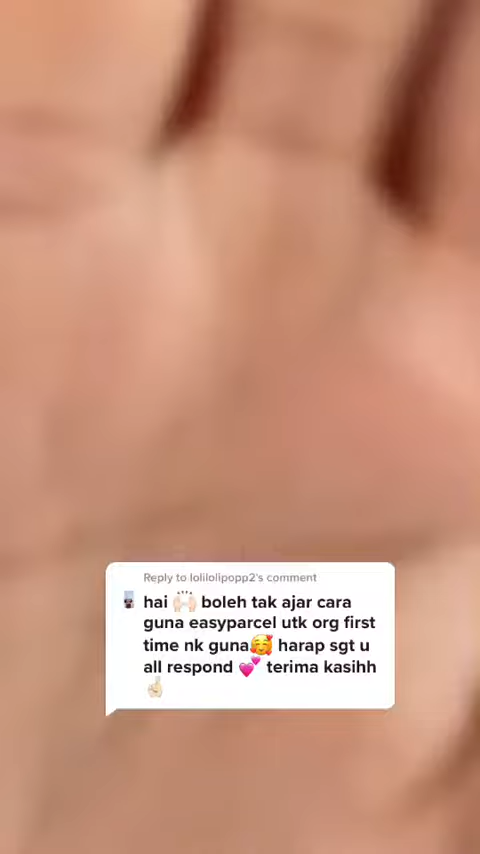 Reply to lolilolipopp2's comment
hai 🙌🏻 boleh tak ajar cara
guna easyparcel utk org first
time nk guna🥰 harap sgt u
all respond 💕 terima kasihh
☝🏻